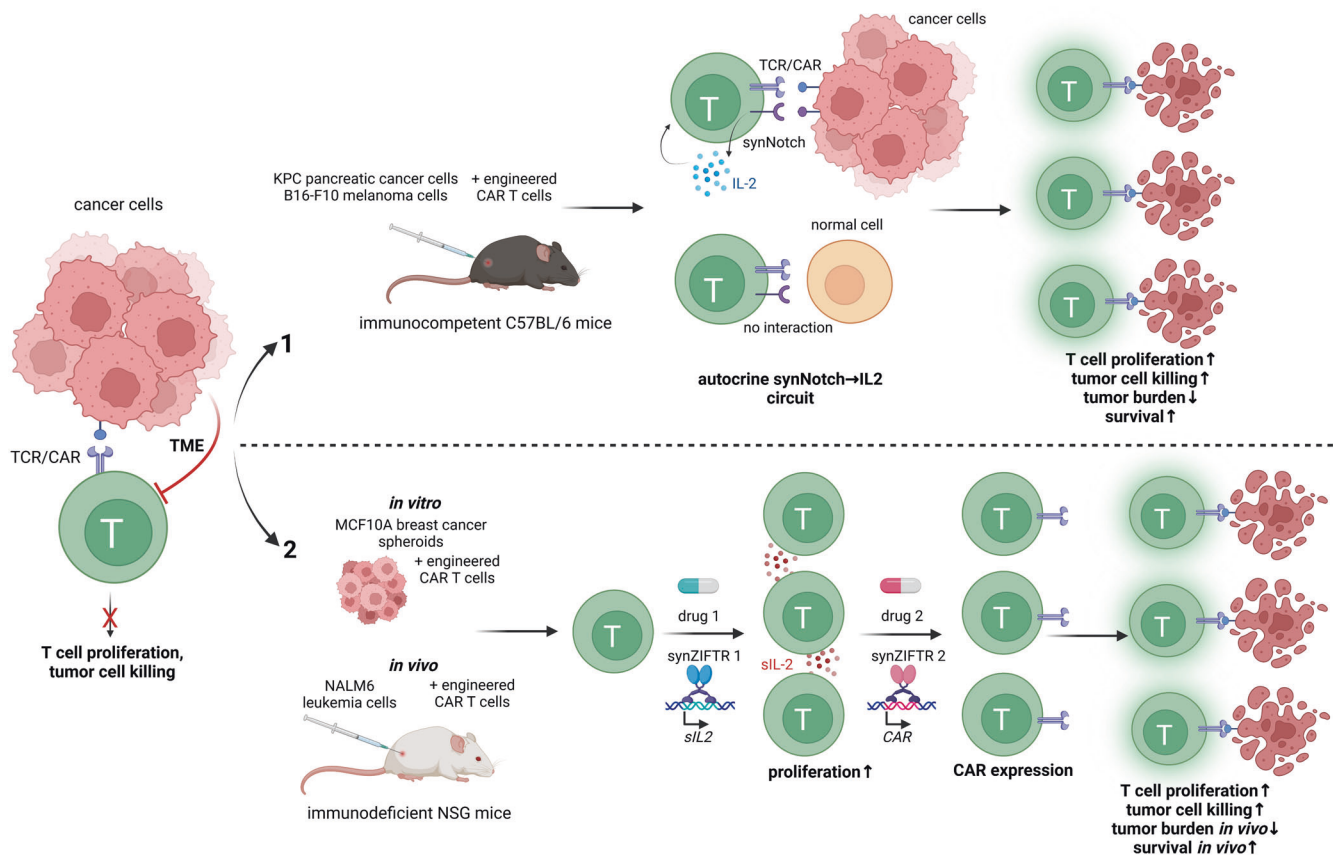 cancer cells
TCR/CAR
TME
T
T cell proliferation,
tumor cell killing
1
KPC pancreatic cancer cells
B16-F10 melanoma cells
+ engineered
CAR T cells
immunocompetent C57BL/6 mice
cancer cells
TCR/CAR
T
synNotch
IL-2
normal cell
T
no interaction
autocrine synNotch→IL2
circuit
T
T
T
T cell proliferation↑
tumor cell killing↑
tumor burden↓
survival↑
2
in vitro
MCF10A breast cancer
spheroids
+ engineered
CAR T cells
in vivo
NALM6
leukemia cells
+ engineered
CAR T cells
immunodeficient NSG mice
T
drug 1
synZIFTR 1
sIL2
T
T
sIL-2
T
proliferation↑
drug 2
synZIFTR 2
CAR
T
T
T
CAR expression
T
T
T
T cell proliferation↑
tumor cell killing↑
tumor burden in vivo↓
survival in vivo↑